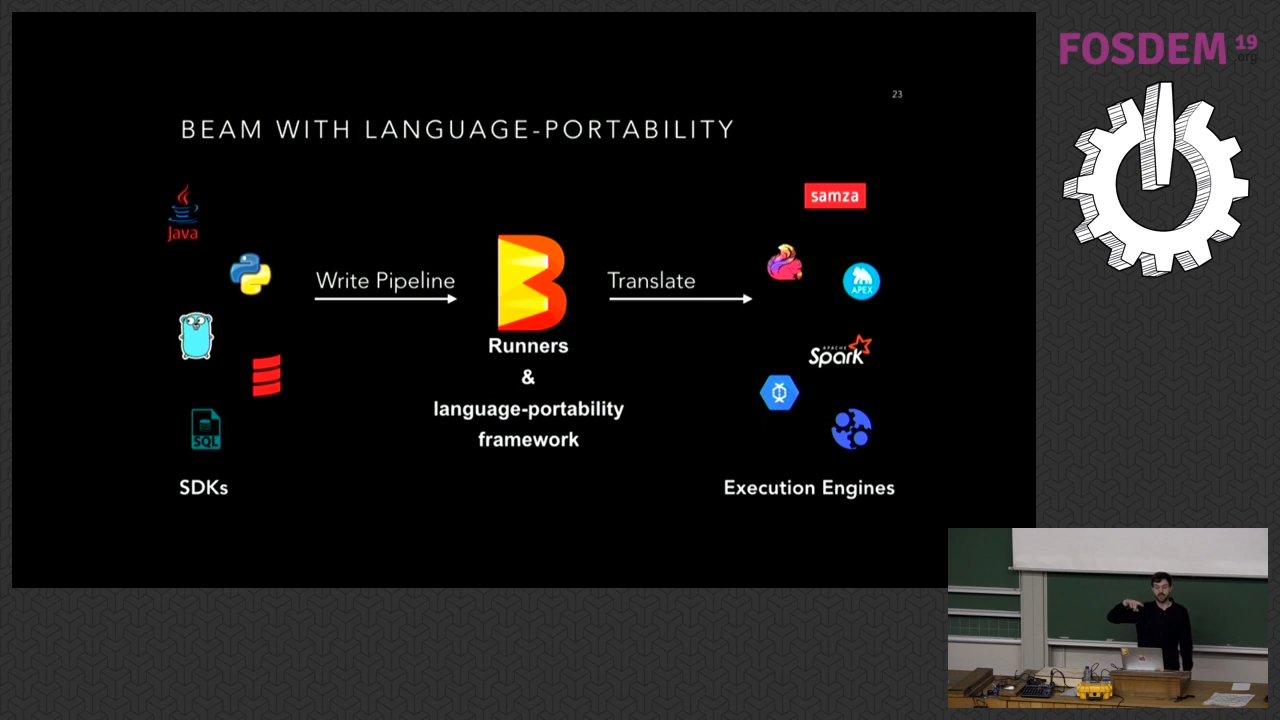 FOSDEM 19
.org
23
BEAM WITH LANGUAGE-PORTABILITY
Java
samza
Write Pipeline
Translate
APEX
Runners
&
language-portability
framework
APACHE
Spark
SQL
SDKs
Execution Engines